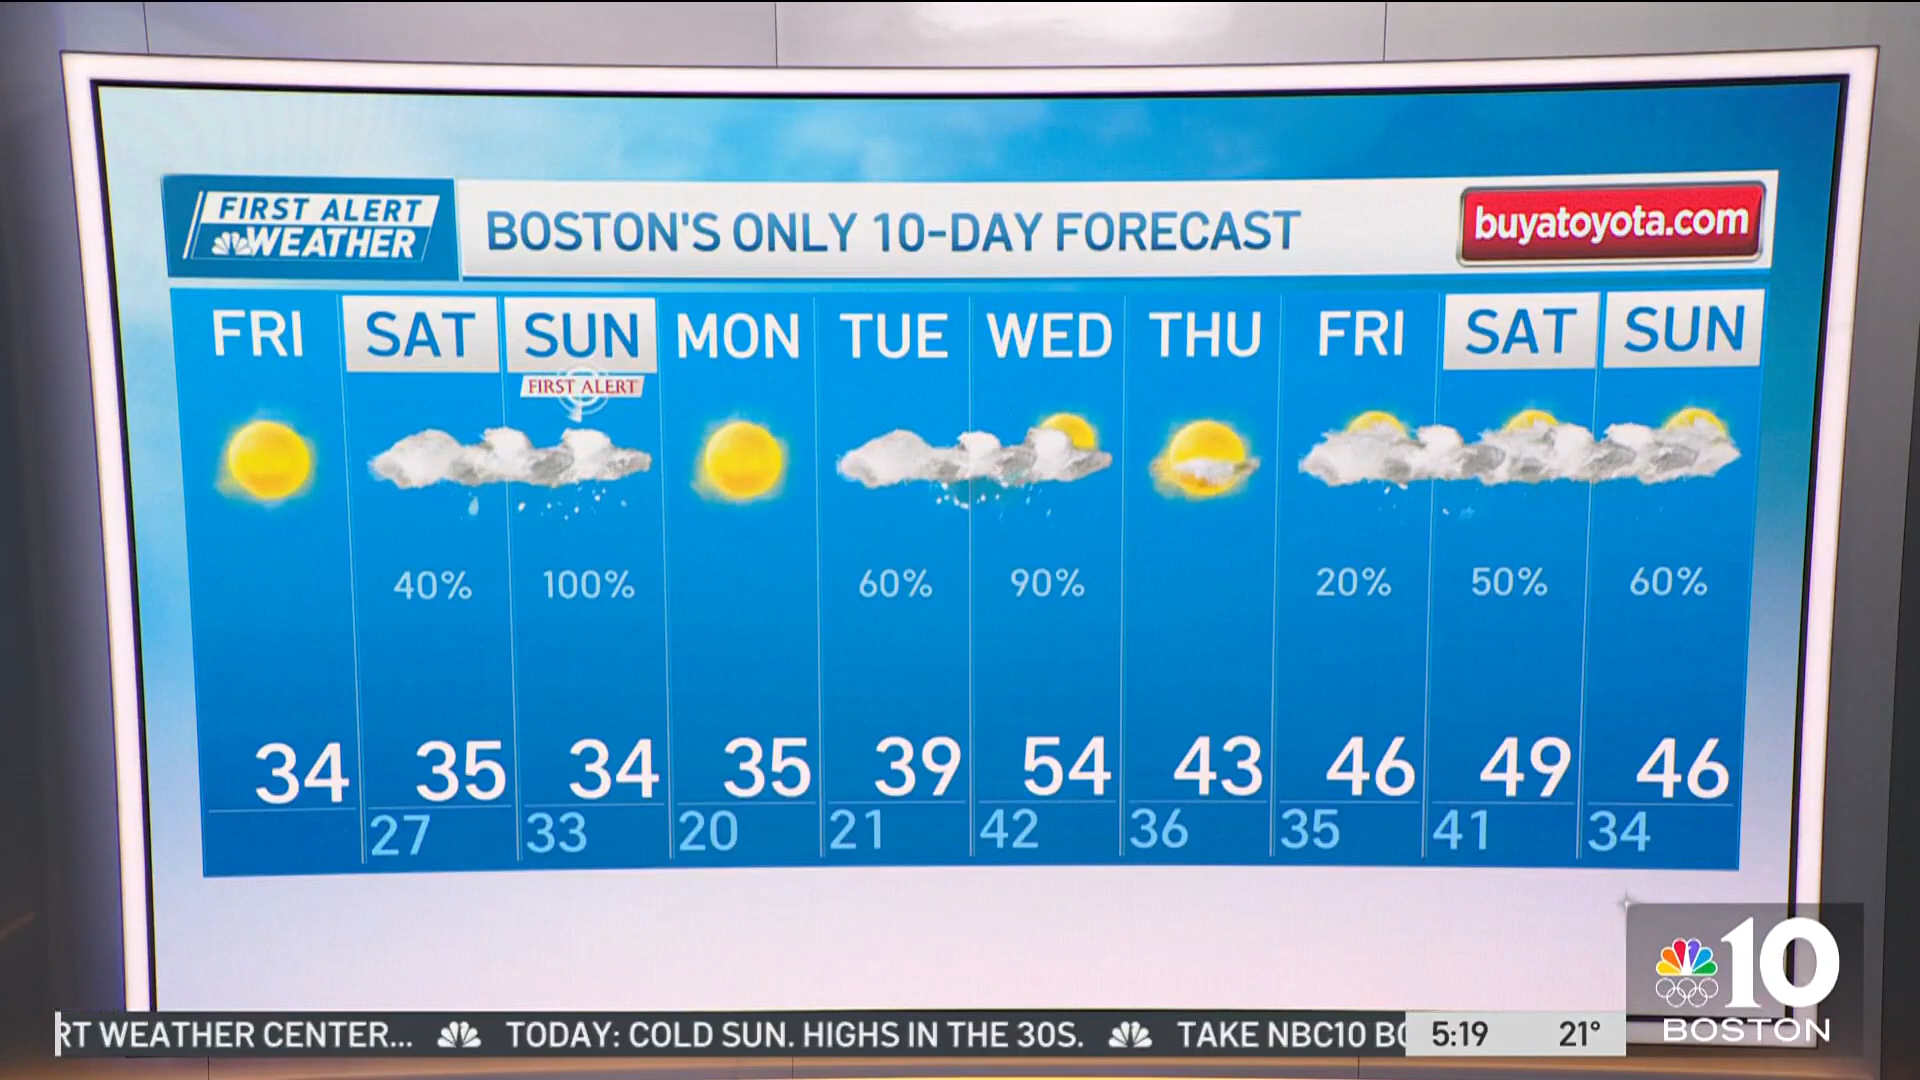 FIRST ALERT
WEATHER
BOSTON'S ONLY 10-DAY FORECAST
buyatoyota.com
FRI SAT SUN MON TUE WED THU FRI SAT SUN
FIRST ALERT
40% 100% 60% 90% 20% 50% 60%
34 35 34 35 39 54 43 46 49 46
27 33 20 21 42 36 35 41 34
10
BOSTON
RT WEATHER CENTER... TODAY: COLD SUN. HIGHS IN THE 30S. TAKE NBC10 BO 5:19 21°